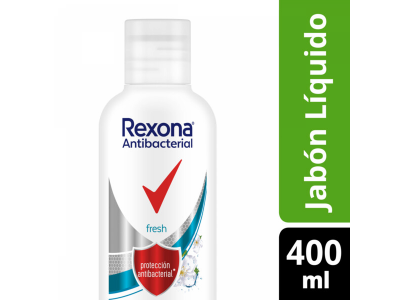 Rexona®
Antibacterial
fresh
protección
antibacterial*
Jabón Líquido
400
ml